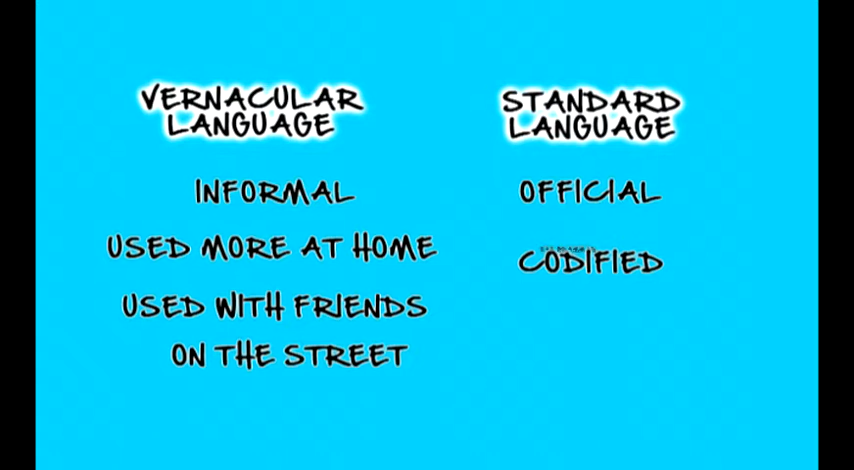 VERNACULAR
LANGUAGE
INFORMAL
USED MORE AT HOME
USED WITH FRIENDS
ON THE STREET
STANDARD
LANGUAGE
OFFICIAL
CODIFIED